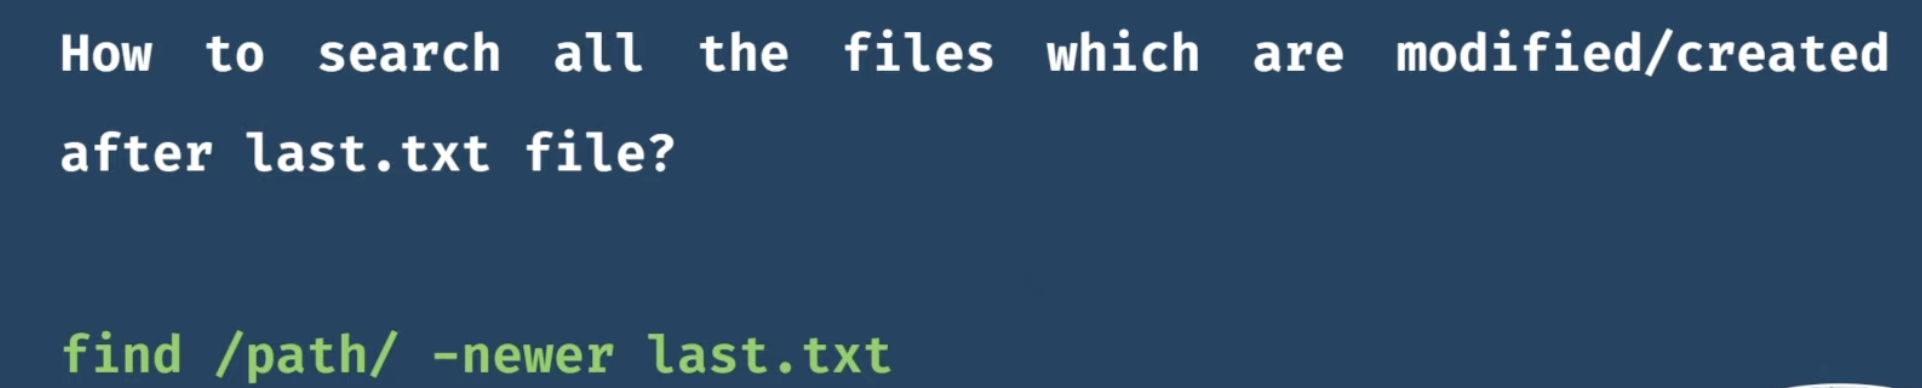 How to search all the files which are modified/created
after last.txt file?
find /path/ -newer last.txt